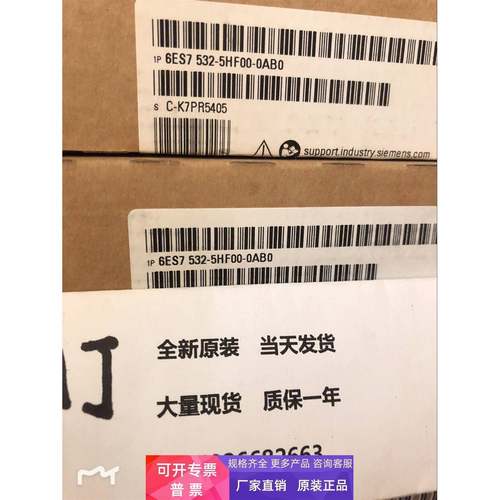 1P 6ES7 532-5HF00-0AB0
S C-K7PR5405
support.industry.siemens.com
1P 6ES7 532-5HF00-0AB0
全新原装 当天发货
大量现货 质保一年
可开专票
普票
规格齐全 更多产品 咨询客服
厂家直销 原装正品